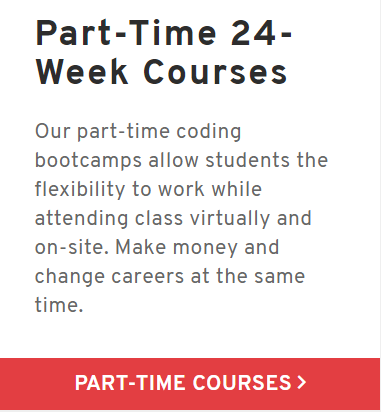 Part-Time 24-
Week Courses
Our part-time coding
bootcamps allow students the
flexibility to work while
attending class virtually and
on-site. Make money and
change careers at the same
time.
PART-TIME COURSES >